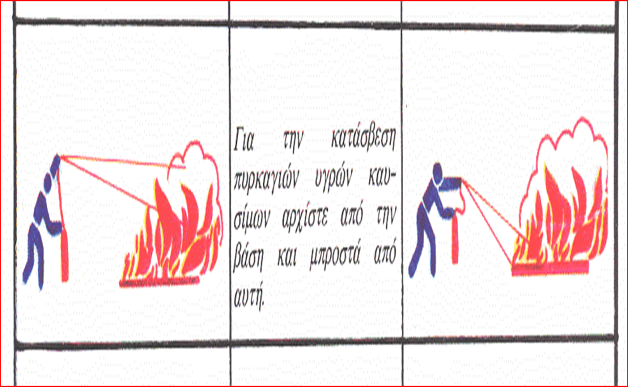 Για την κατάσβεση
πυρκαγιών υγρών καυ-
σίμων αρχίστε από την
βάση και μπροστά από
αυτή.